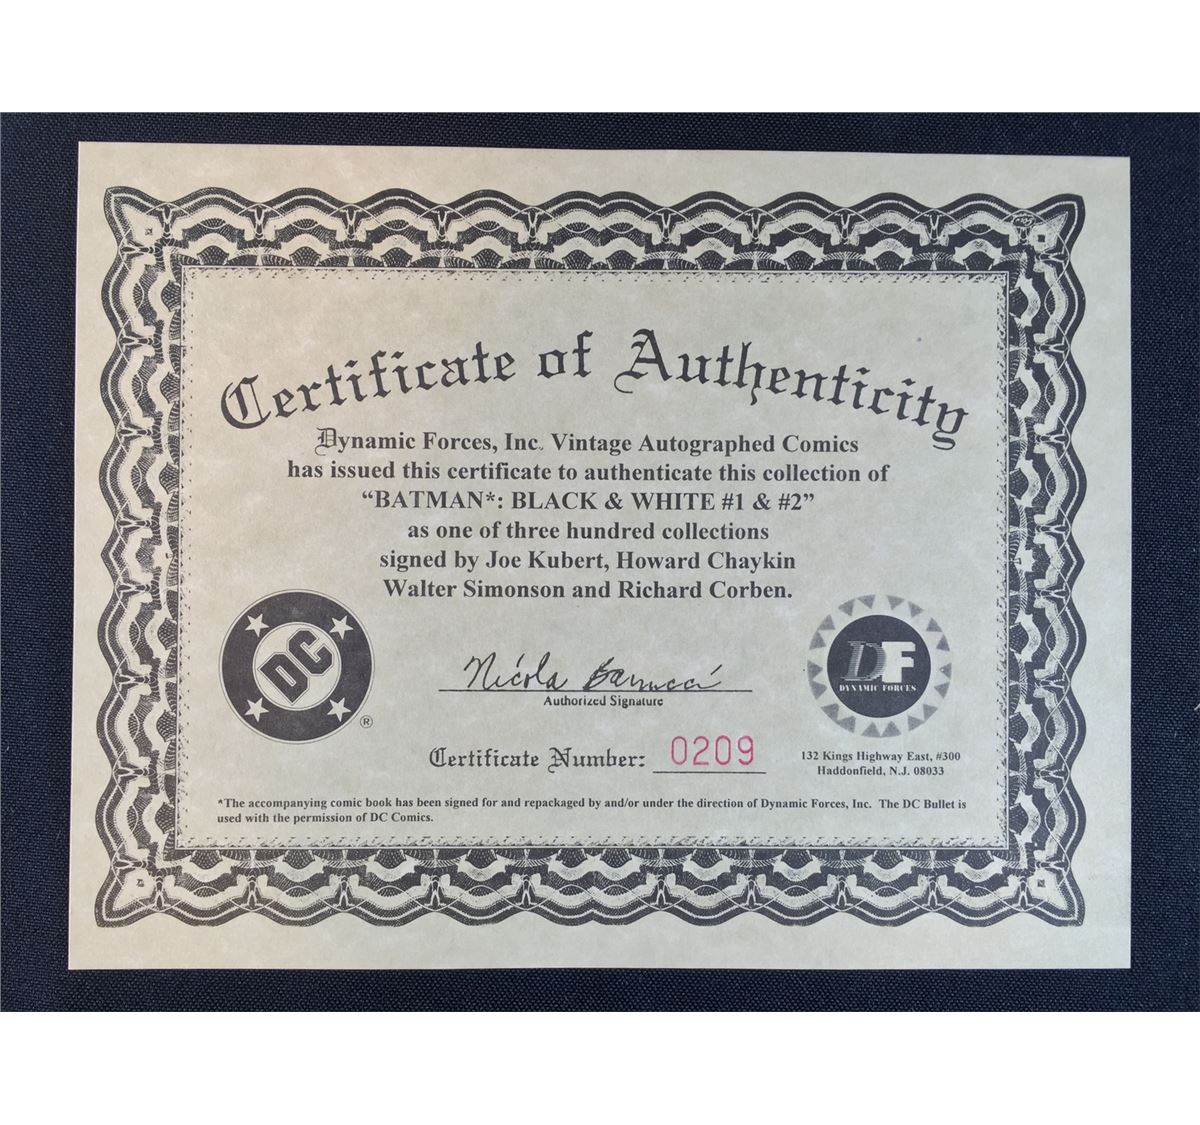 Certificate of Authenticity
Dynamic Forces, Inc. Vintage Autographed Comics
has issued this certificate to authenticate this collection of
“BATMAN*: BLACK & WHITE #1 & #2”
as one of three hundred collections
signed by Joe Kubert, Howard Chaykin
Walter Simonson and Richard Corben.
DC
®
Nicola Barrucci
Authorized Signature
DF
DYNAMIC FORCES
Certificate Number: 0209
132 Kings Highway East, #300
Haddonfield, N.J. 08033
*The accompanying comic book has been signed for and repackaged by and/or under the direction of Dynamic Forces, Inc. The DC Bullet is
used with the permission of DC Comics.